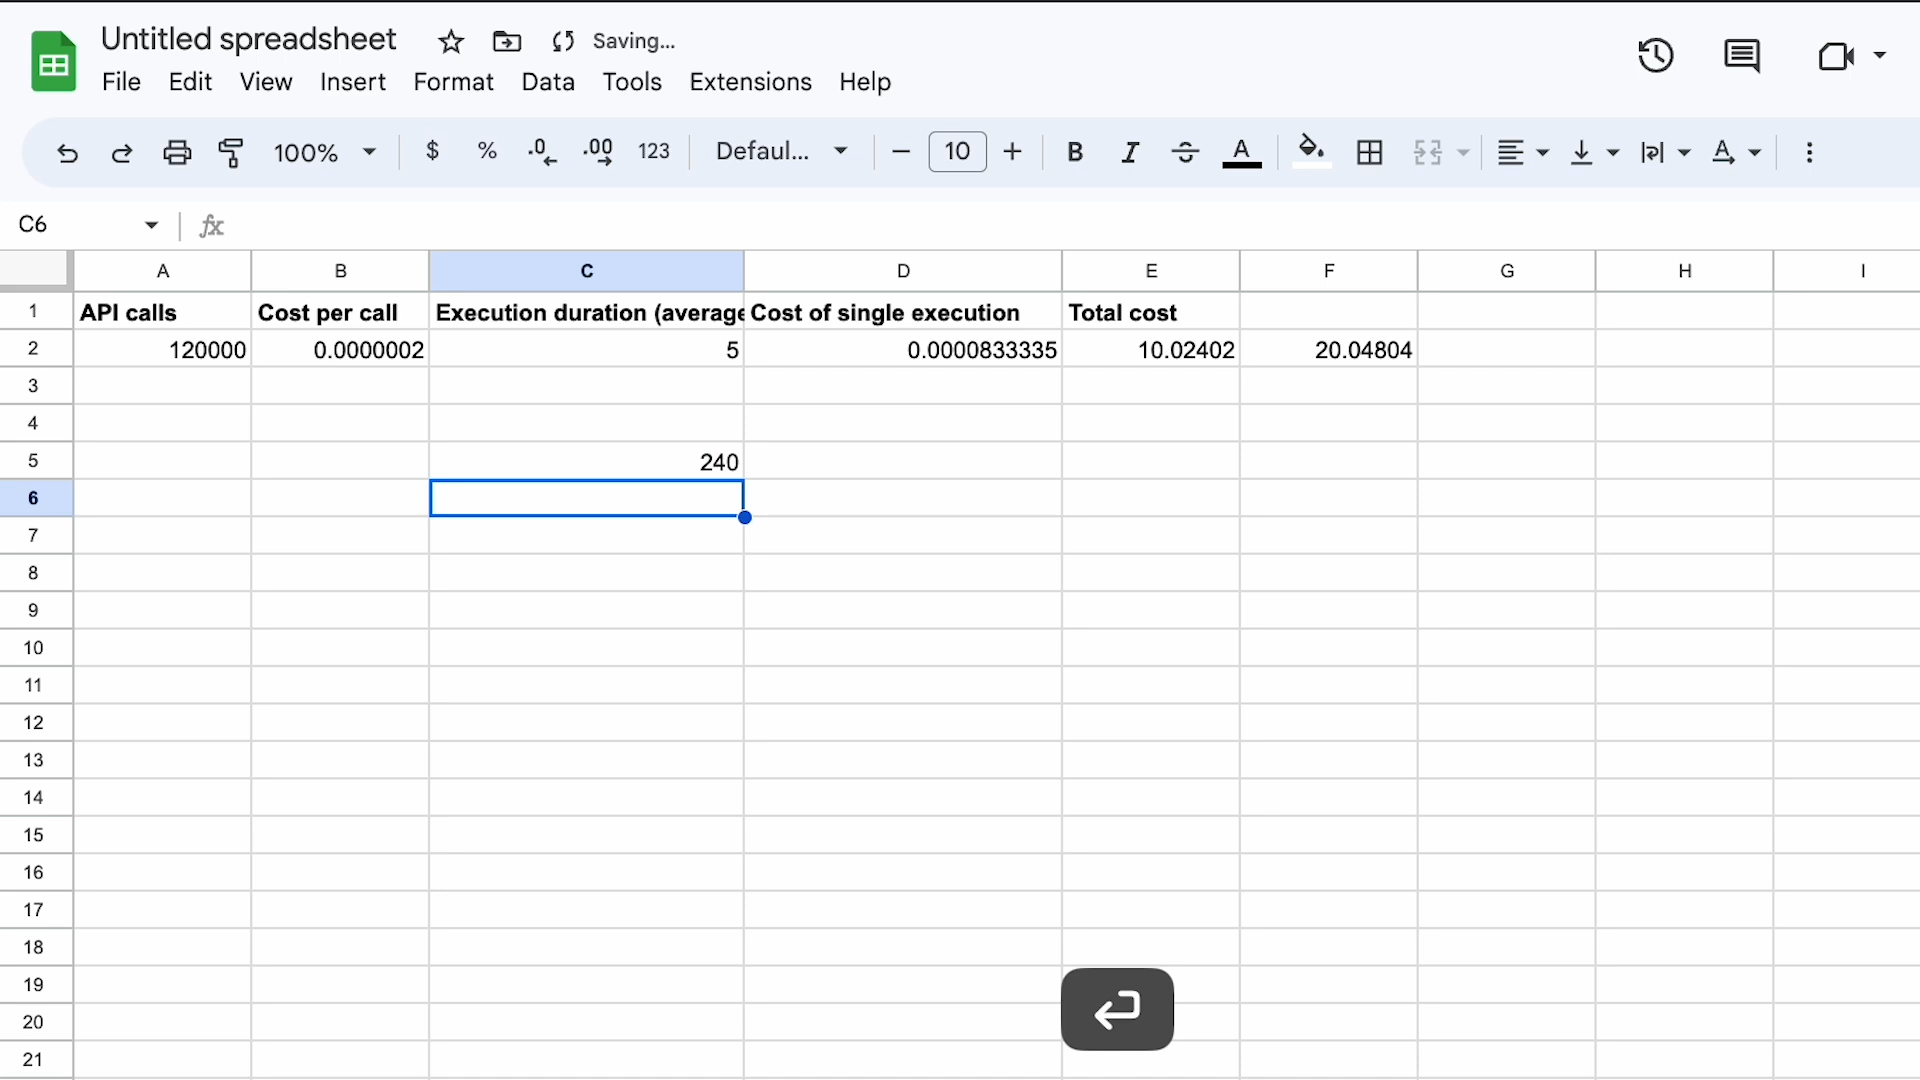 Untitled spreadsheet Saving...
File Edit View Insert Format Data Tools Extensions Help
100% $ % .0 .00 123 Defaul... 10 B I S A A
C6 fx
A B C D E F G H I
1 API calls Cost per call Execution duration (average Cost of single execution Total cost
2 120000 0.0000002 5 0.0000833335 10.02402 20.04804
3
4
5 240
6
7
8
9
10
11
12
13
14
15
16
17
18
19
20
21